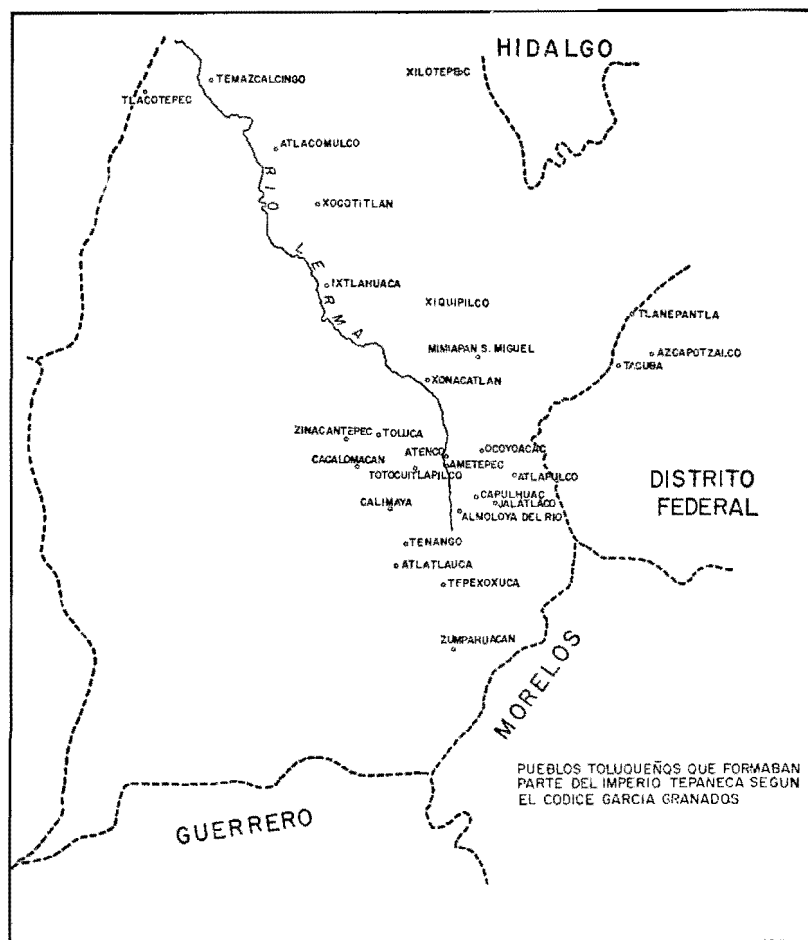 HIDALGO
XILOTEPEC
TEMAZCALCINGO
TLACOTEPEC
ATLACOMULCO
RIO VERMA
XOCOTITLAN
IXTLAHUACA
XIQUIPILCO
TLANEPANTLA
MIMIAPAN S. MIGUEL
AZCAPOTZALCO
TACUBA
XONACATLAN
ZINACANTEPEC
TOLUCA
ATENCO
OCOYOACAC
CACALOMACAN
AMETEPEC
TOTOCUITLAPILCO
ATLAPULCO
DISTRITO
FEDERAL
CAPULHUAC
JALATLACO
CALIMAYA
ALMOLOYA DEL RIO
TENANGO
ATLATLAUCA
TEPEXOXUCA
ZUMPAHUACAN
MORELOS
PUEBLOS TOLUQUEÑOS QUE FORMABAN
PARTE DEL IMPERIO TEPANECA SEGUN
EL CODICE GARCIA GRANADOS
GUERRERO